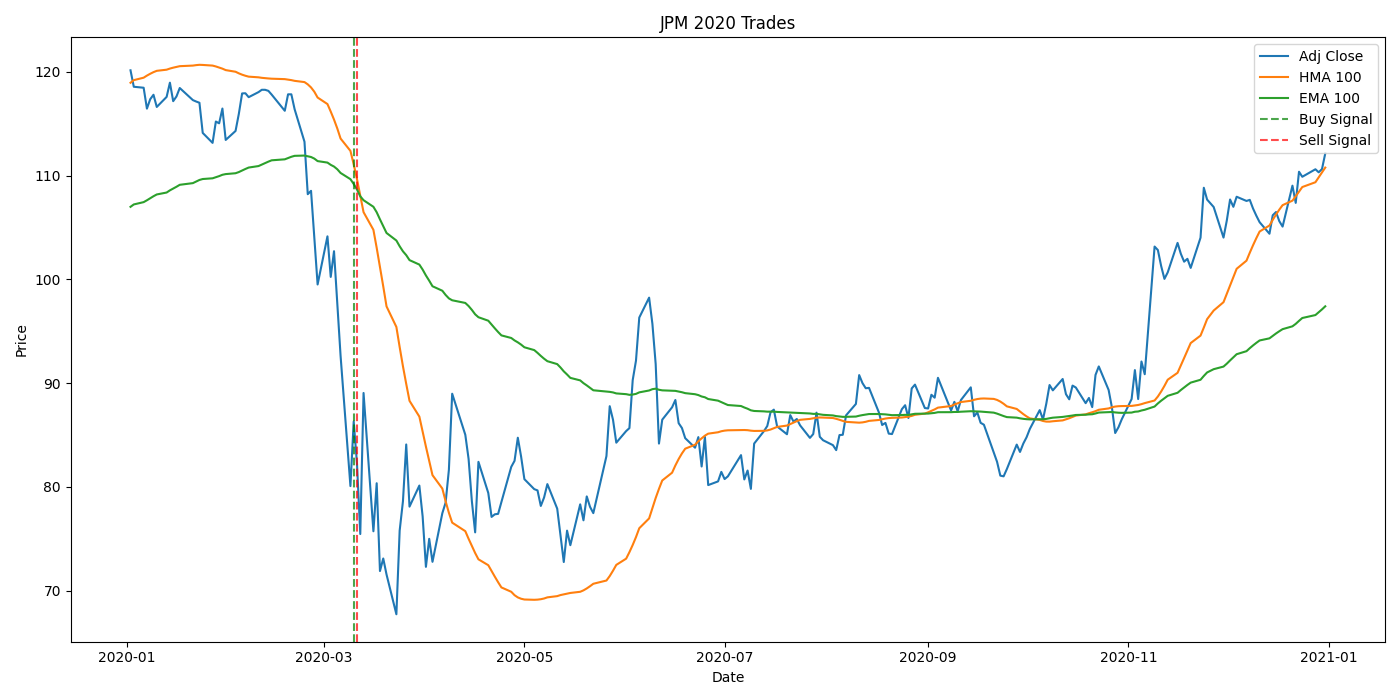 JPM 2020 Trades
Adj Close
HMA 100
EMA 100
Buy Signal
Sell Signal
Price
120
110
100
90
80
70
2020-01 2020-03 2020-05 2020-07 2020-09 2020-11 2021-01
Date